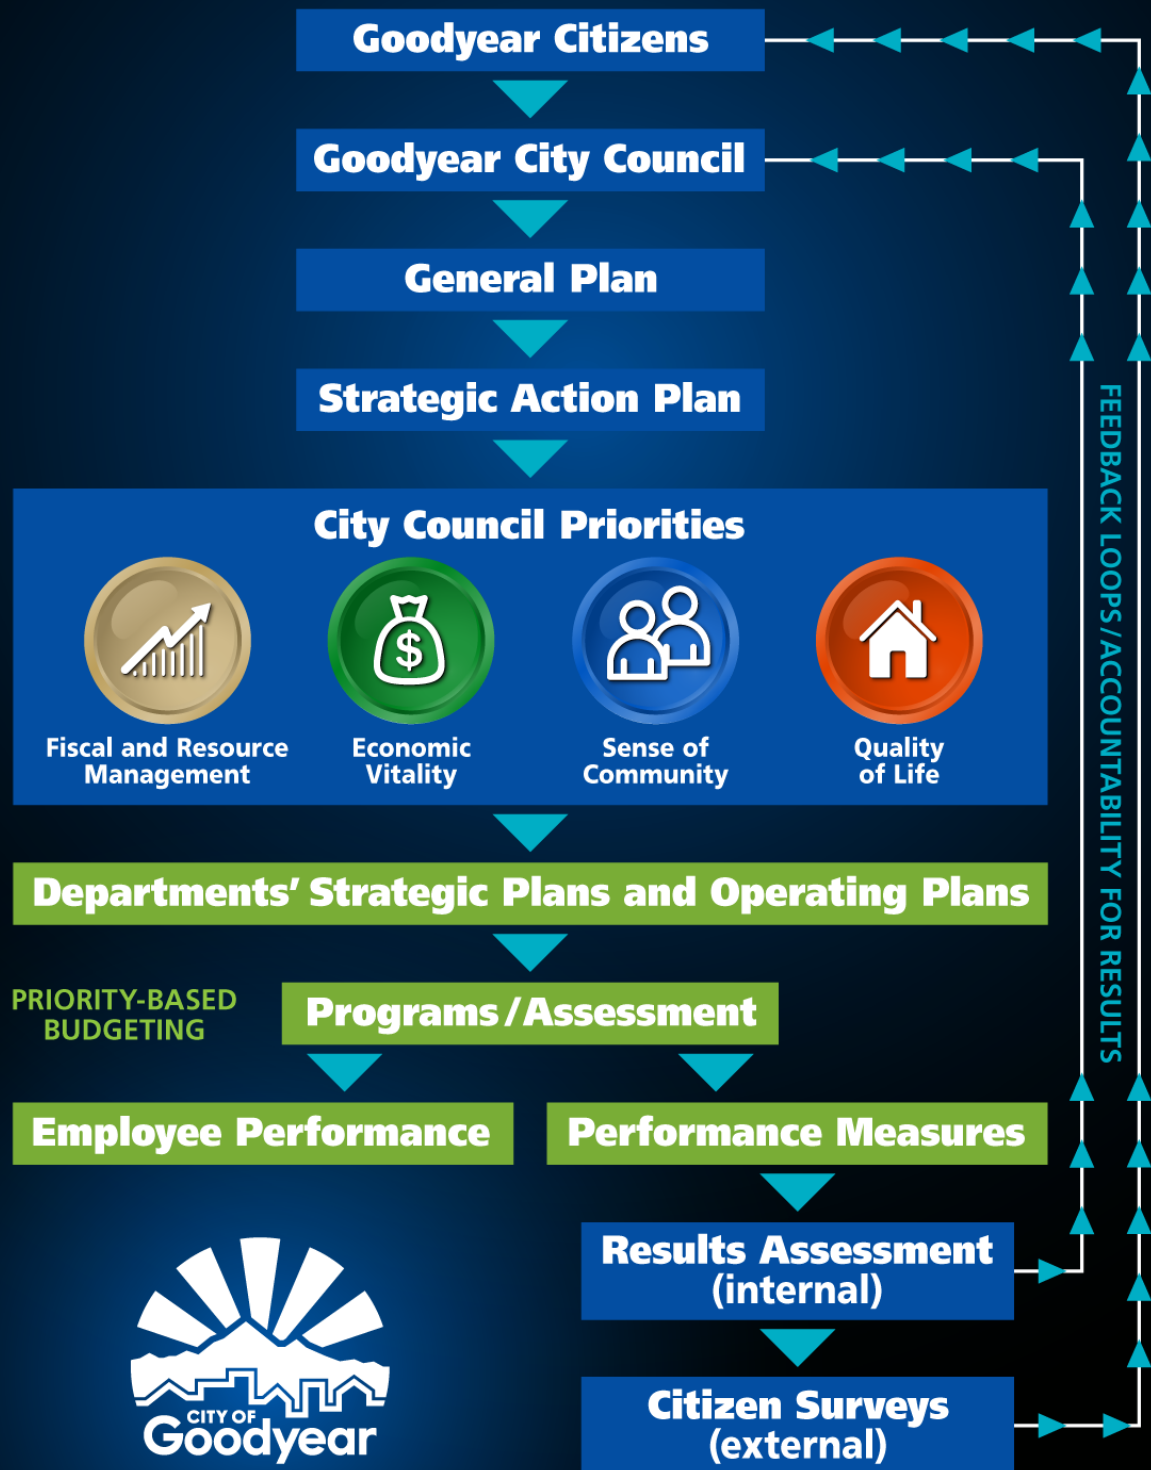 Goodyear Citizens
Goodyear City Council
General Plan
Strategic Action Plan
City Council Priorities
$
Fiscal and Resource
Management
Economic
Vitality
Sense of
Community
Quality
of Life
Departments’ Strategic Plans and Operating Plans
PRIORITY-BASED
BUDGETING
Programs/Assessment
Employee Performance
Performance Measures
Results Assessment
(internal)
Citizen Surveys
(external)
FEEDBACK LOOPS/ACCOUNTABILITY FOR RESULTS
CITY OF
Goodyear